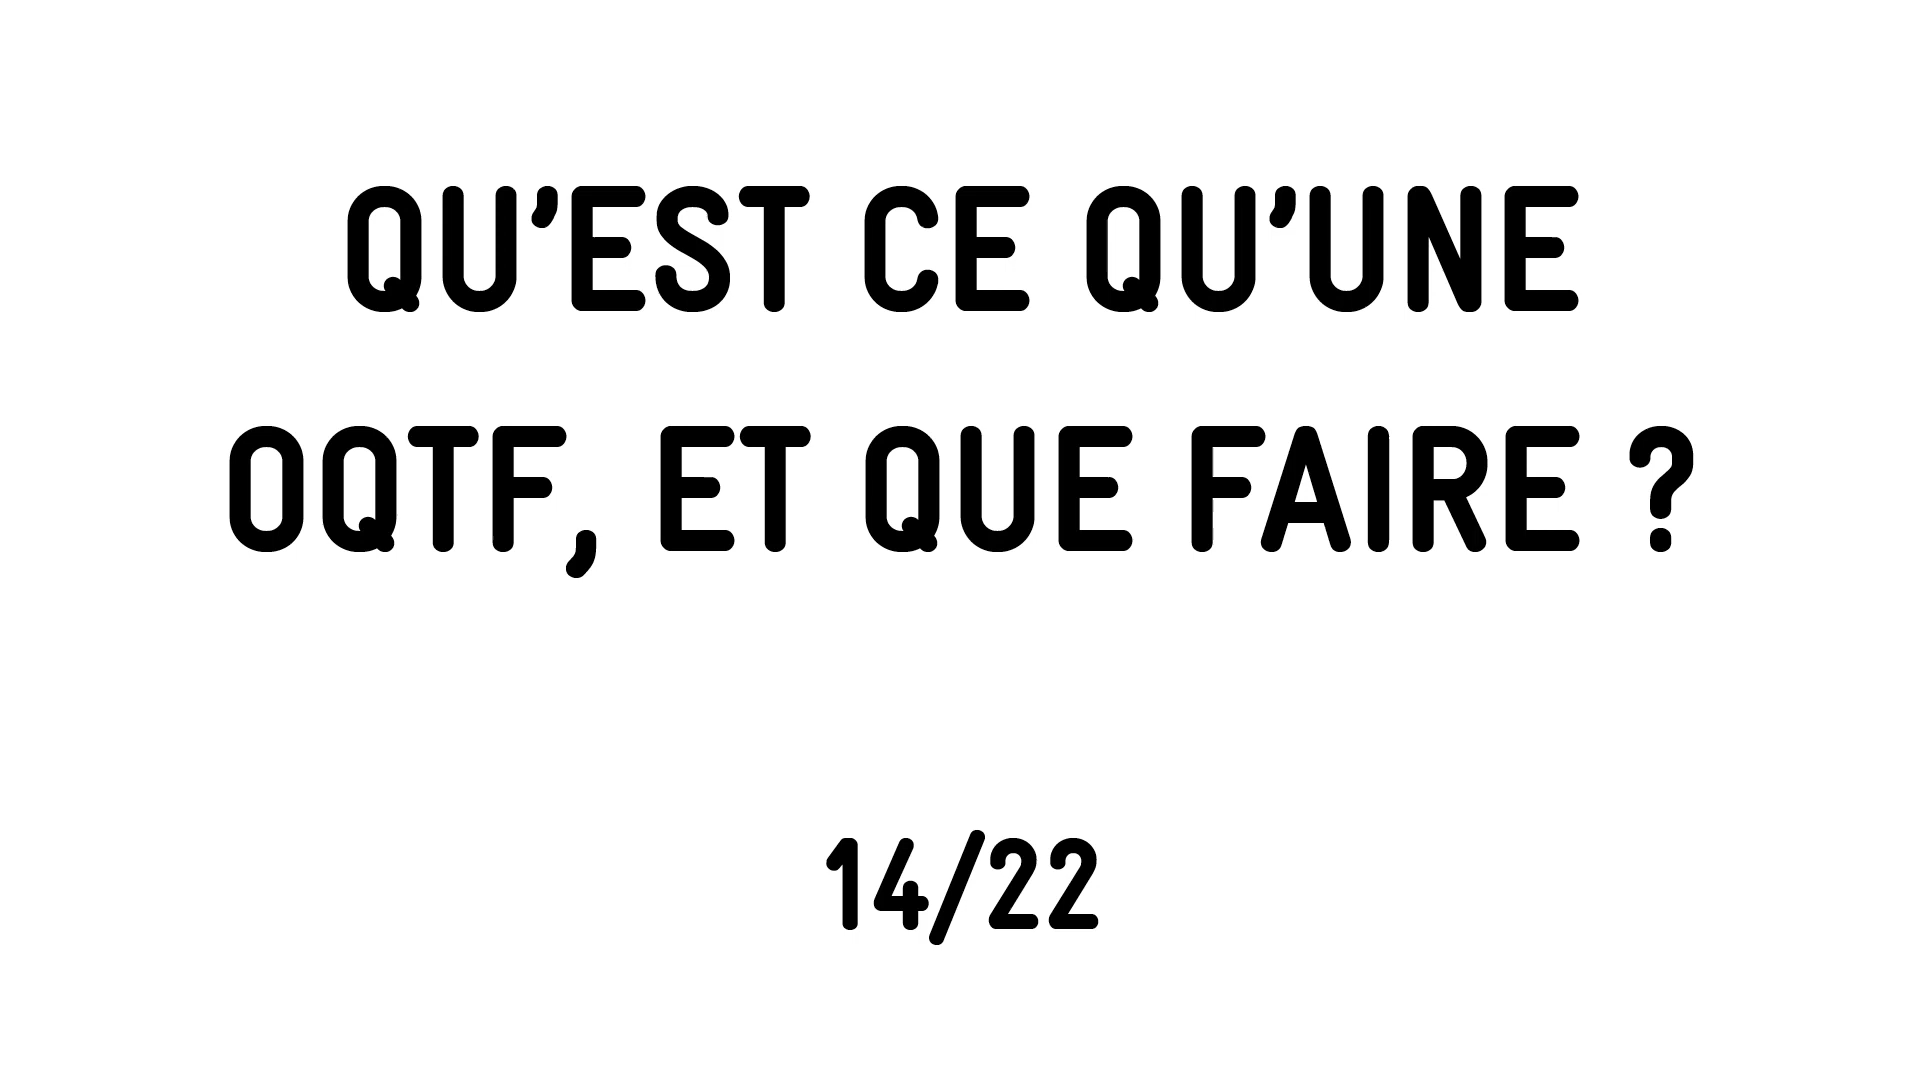 QU’EST CE QU’UNE
OQTF, ET QUE FAIRE ?
14/22